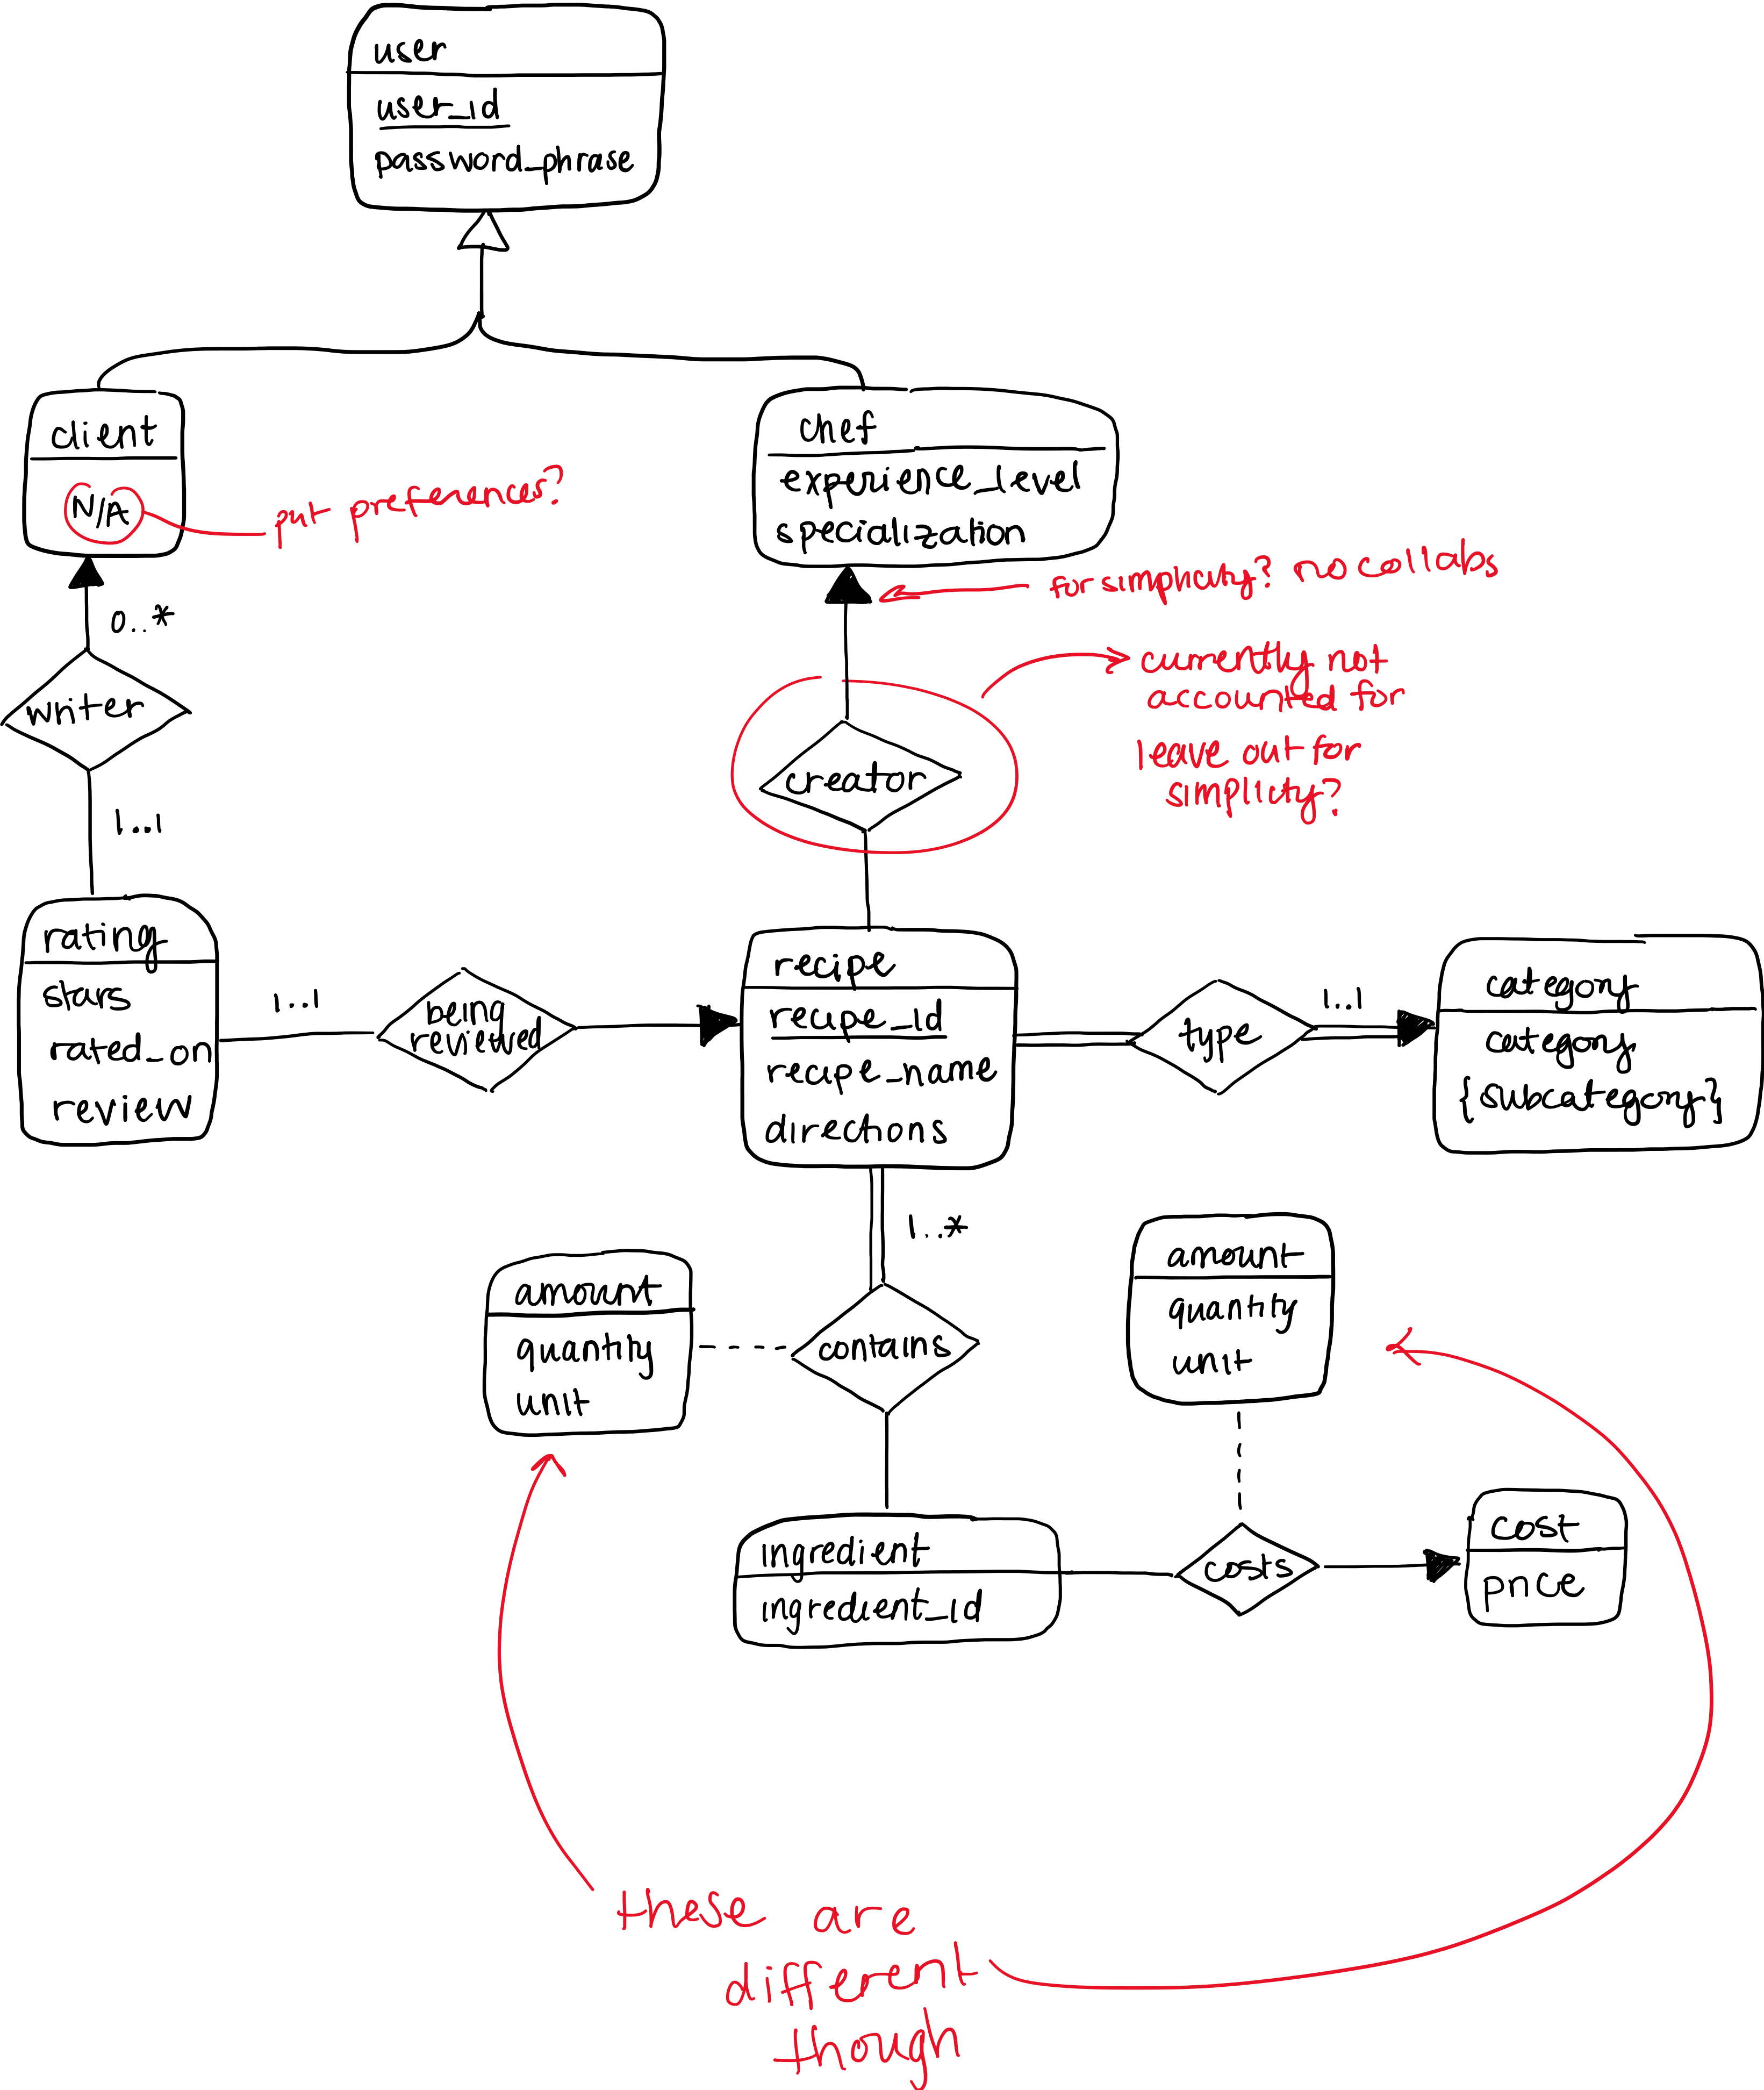 user
user_id
password_phrase
client
N/A
put preferences?
chef
experience_level
specialization
for simplicity? no collabs
0..*
writer
1..1
currently not
accounted for
leave out for
simplicty?
creator
rating
stars
rated_on
review
1..1
being
reviewed
recipe
recipe_id
recipe_name
directions
type
1..1
category
category
{subcategory}
1..*
amount
quantity
unit
contains
amount
quantity
unit
ingredient
ingredient_id
costs
cost
price
these are
different
though